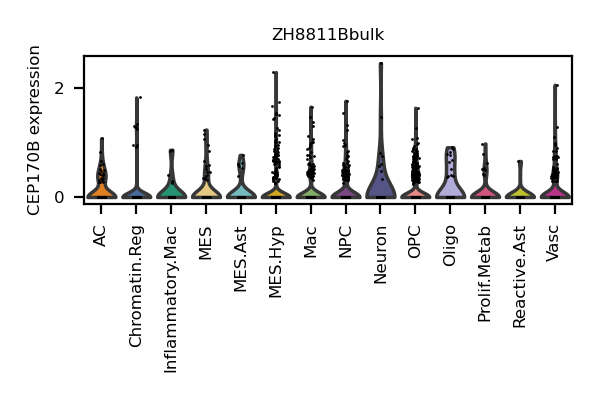 ZH8811Bbulk
CEP170B expression
2
0
AC
Chromatin.Reg
Inflammatory.Mac
MES
MES.Ast
MES.Hyp
Mac
NPC
Neuron
OPC
Oligo
Prolif.Metab
Reactive.Ast
Vasc